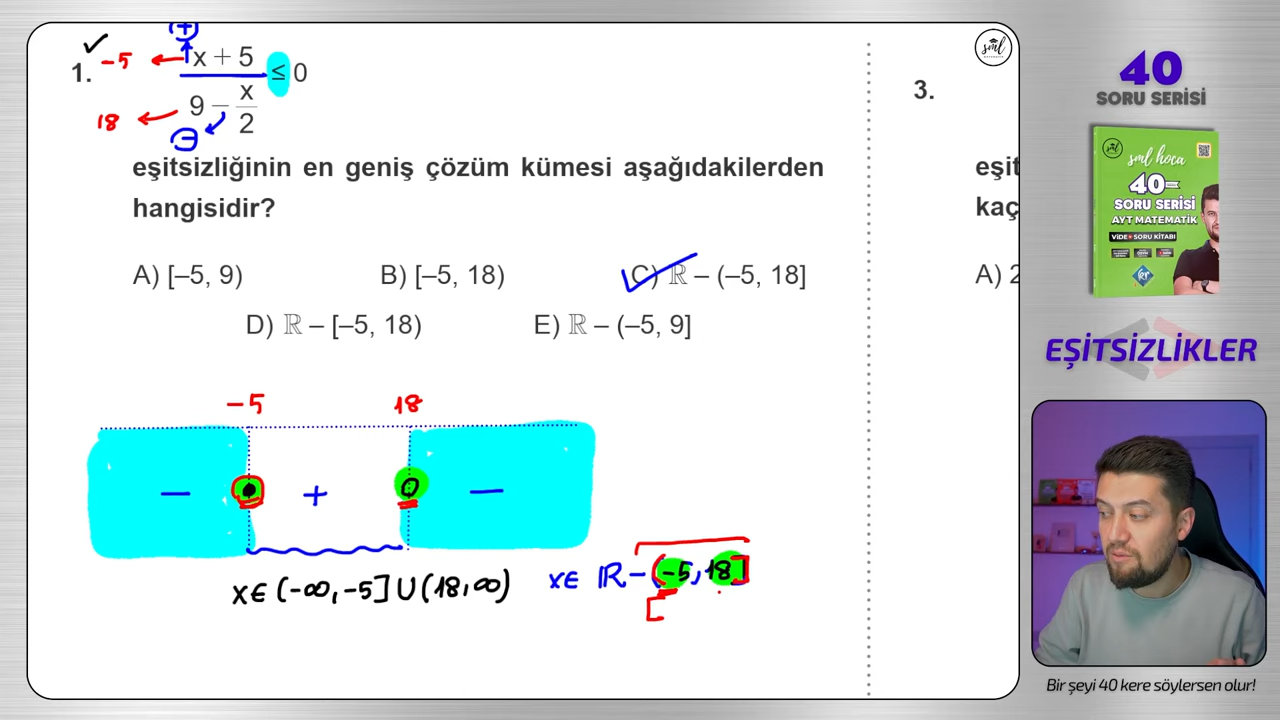 1. x + 5 / 9 – x/2 ≤ 0
+
-5
18
–
eşitsizliğinin en geniş çözüm kümesi aşağıdakilerden
hangisidir?
A) [–5, 9)
B) [–5, 18)
C) ℝ – (–5, 18]
D) ℝ – [–5, 18)
E) ℝ – (–5, 9]
-5 18
– + –
x∈ (-∞, -5] ∪ (18, ∞)
x∈ ℝ - (-5, 18]
[
sml
3.
eşit
kaç
A) 2
40
SORU SERİSİ
sml hoca
40
SORU SERİSİ
AYT MATEMATİK
VİDEO SORU KİTABI
EŞİTSİZLİKLER
Bir şeyi 40 kere söylersen olur!